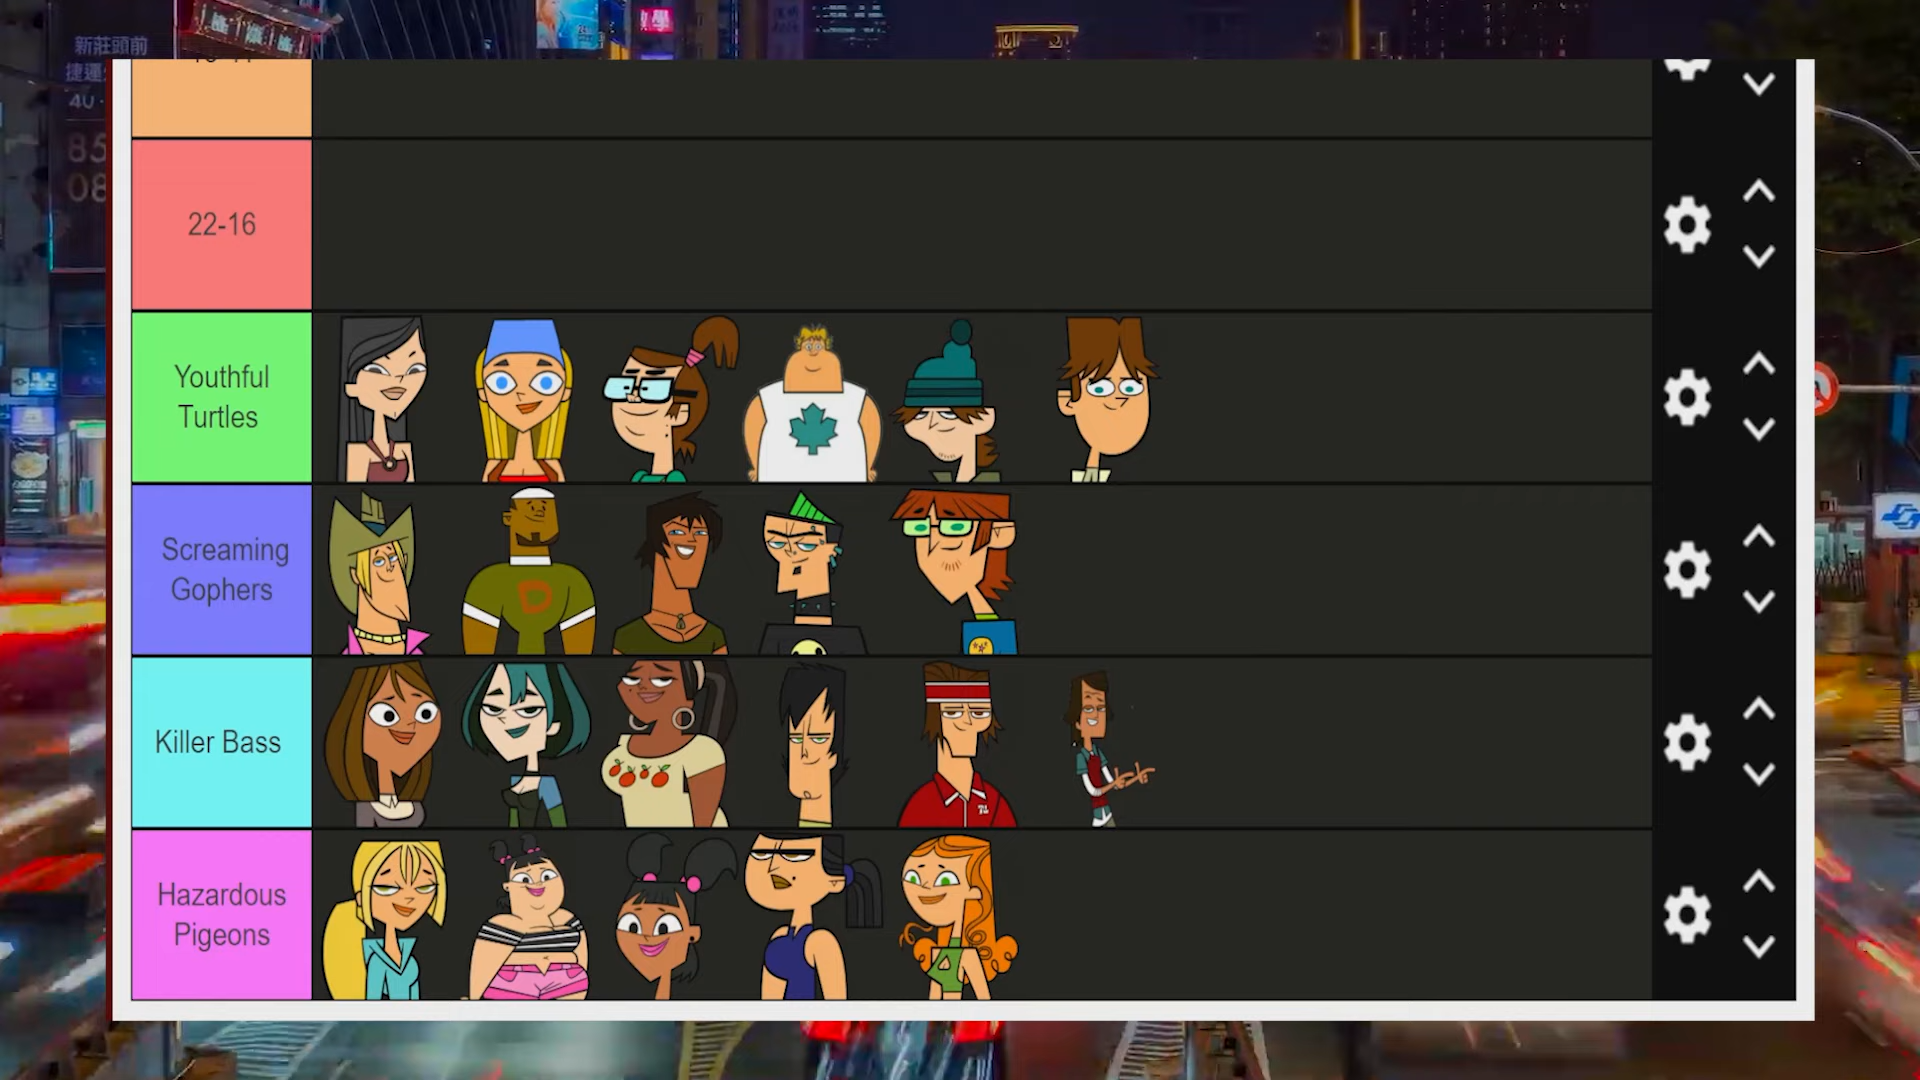 新莊頭前
捷運
4U
85
08
22-16
Youthful
Turtles
Screaming
Gophers
D
Killer Bass
Hazardous
Pigeons